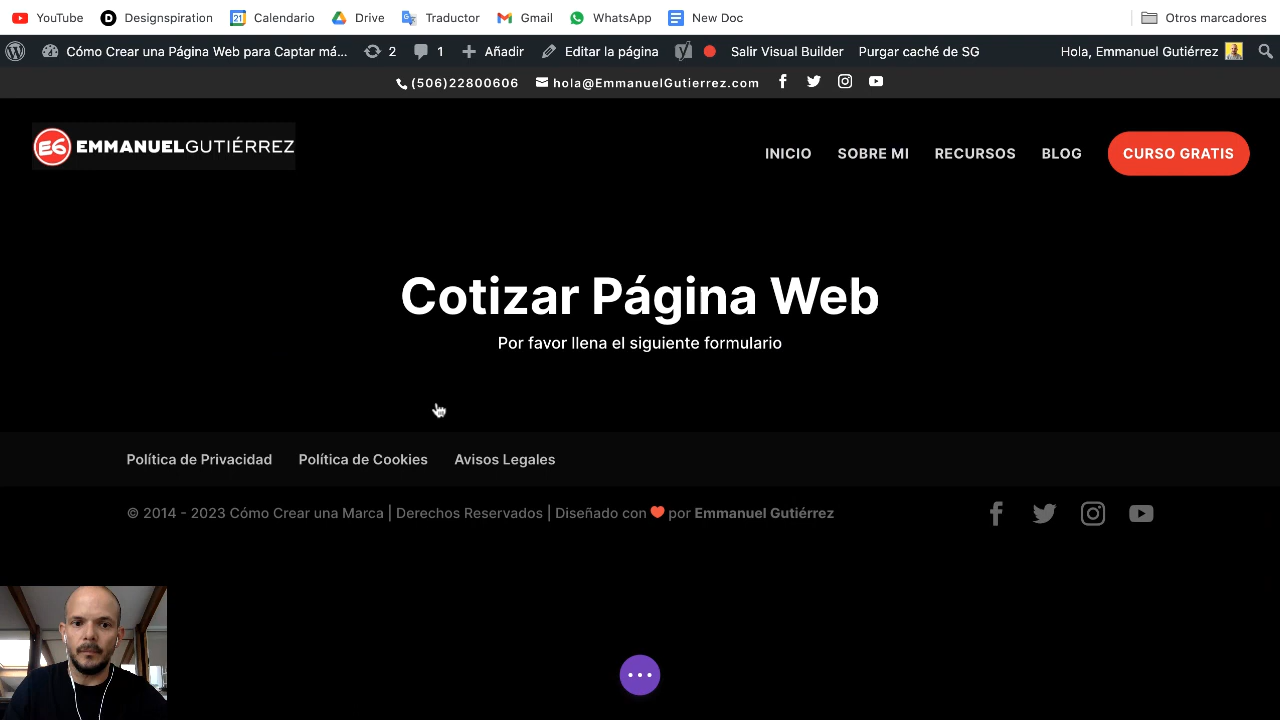 YouTube Designspiration Calendario Drive Traductor Gmail WhatsApp New Doc Otros marcadores
Cómo Crear una Página Web para Captar má... 2 1 Añadir Editar la página Salir Visual Builder Purgar caché de SG Hola, Emmanuel Gutiérrez
(506)22800606 hola@EmmanuelGutierrez.com
EG EMMANUELGUTIÉRREZ
INICIO SOBRE MI RECURSOS BLOG CURSO GRATIS
Cotizar Página Web
Por favor llena el siguiente formulario
Política de Privacidad Política de Cookies Avisos Legales
© 2014 - 2023 Cómo Crear una Marca | Derechos Reservados | Diseñado con ❤ por Emmanuel Gutiérrez